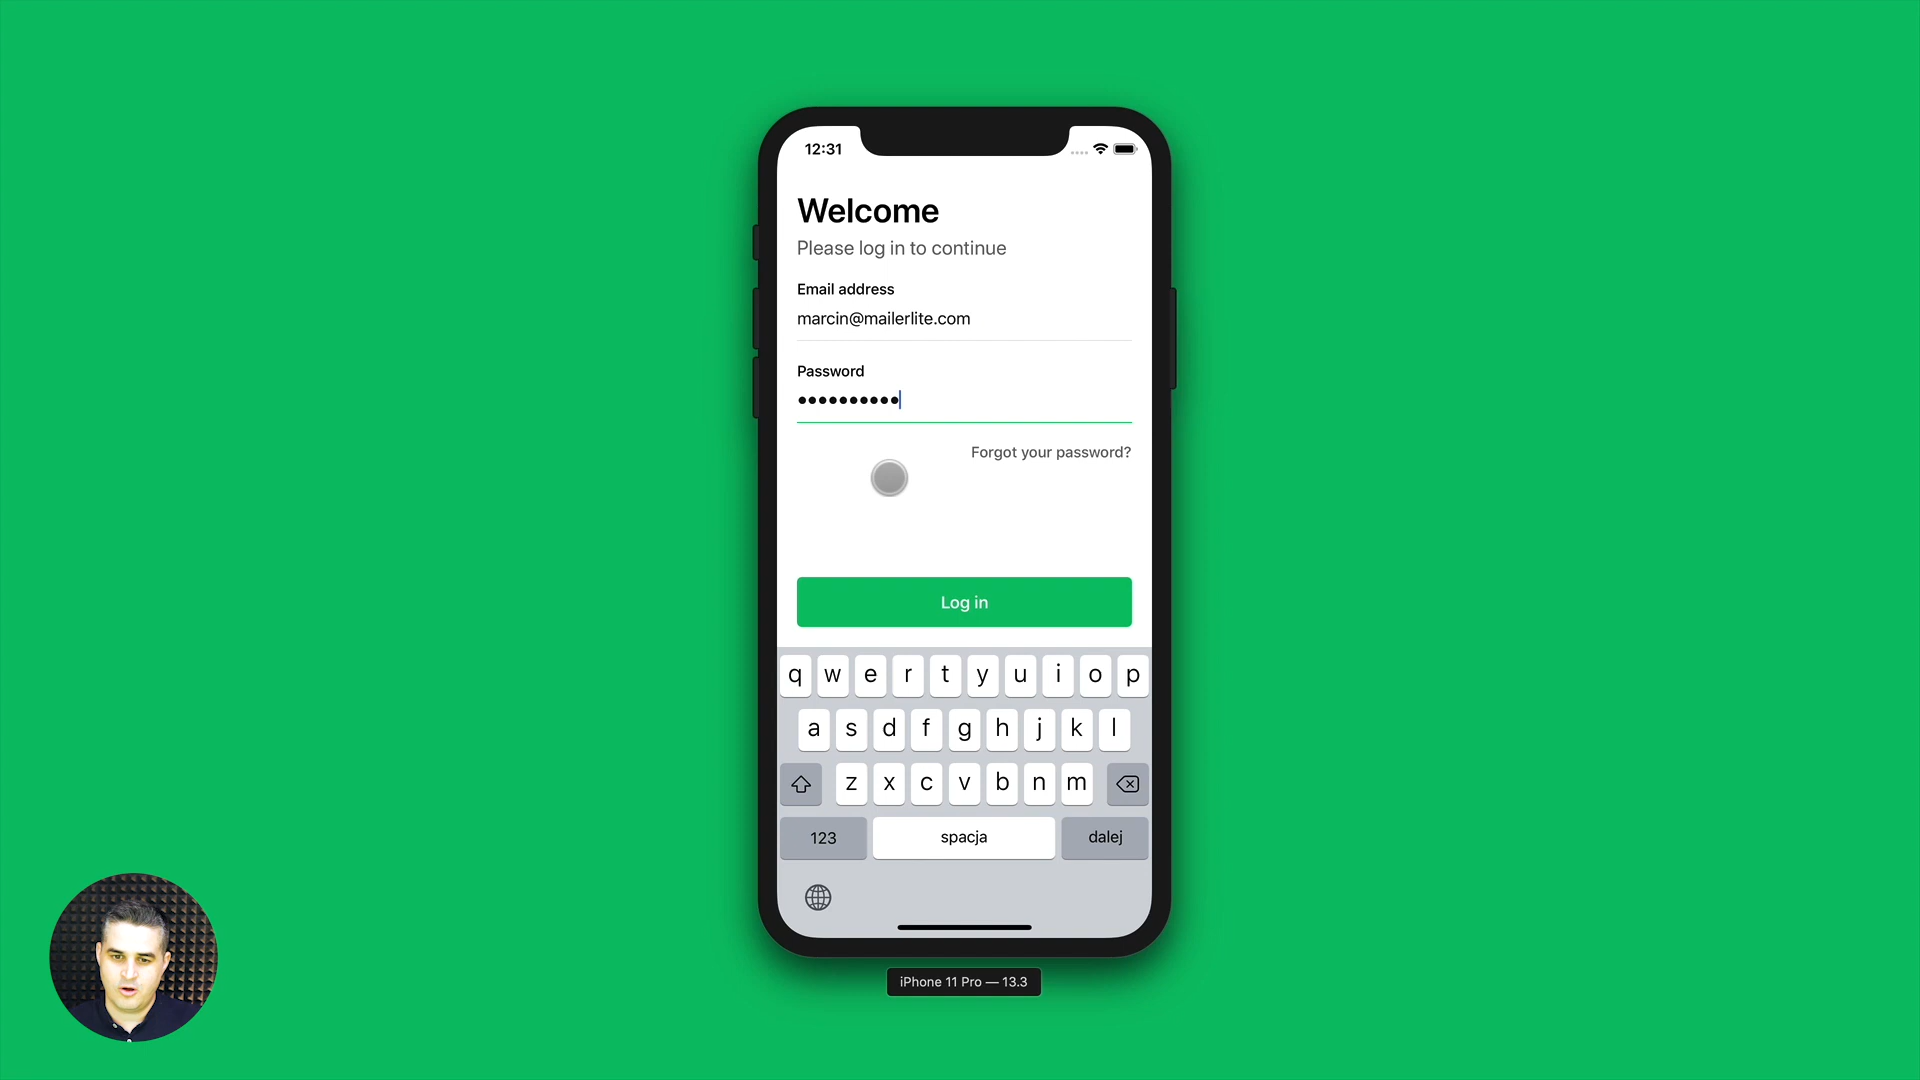 12:31
Welcome
Please log in to continue
Email address
marcin@mailerlite.com
Password
••••••••••
Forgot your password?
Log in
q w e r t y u i o p
a s d f g h j k l
z x c v b n m
123 spacja dalej
iPhone 11 Pro — 13.3